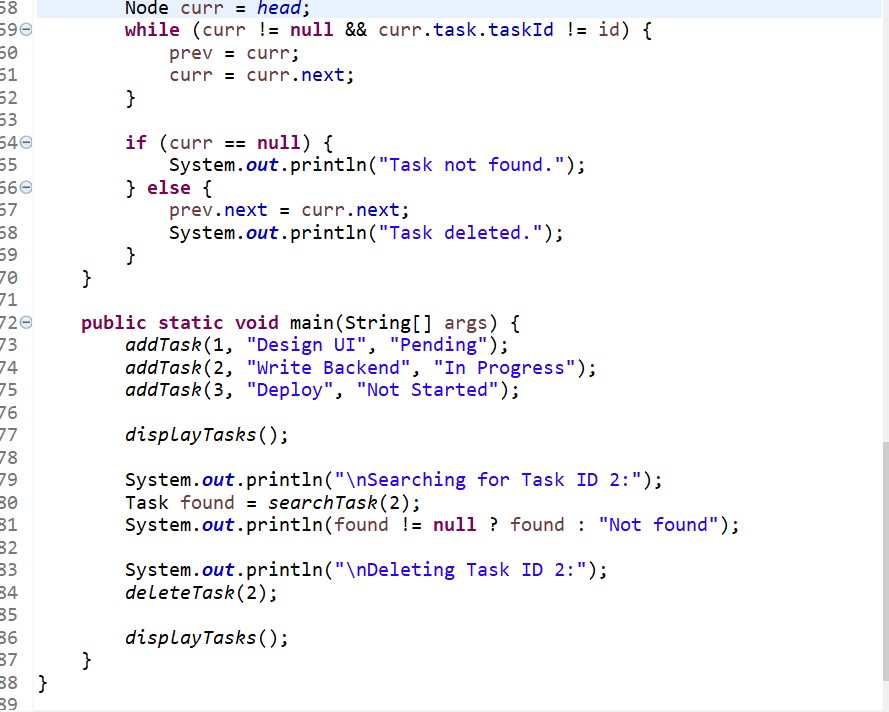 58 Node curr = head;
59 while (curr != null && curr.task.taskId != id) {
60 prev = curr;
61 curr = curr.next;
62 }
63
64 if (curr == null) {
65 System.out.println("Task not found.");
66 } else {
67 prev.next = curr.next;
68 System.out.println("Task deleted.");
69 }
70 }
71
72 public static void main(String[] args) {
73 addTask(1, "Design UI", "Pending");
74 addTask(2, "Write Backend", "In Progress");
75 addTask(3, "Deploy", "Not Started");
76
77 displayTasks();
78
79 System.out.println("\nSearching for Task ID 2:");
80 Task found = searchTask(2);
81 System.out.println(found != null ? found : "Not found");
82
83 System.out.println("\nDeleting Task ID 2:");
84 deleteTask(2);
85
86 displayTasks();
87 }
88 }
89